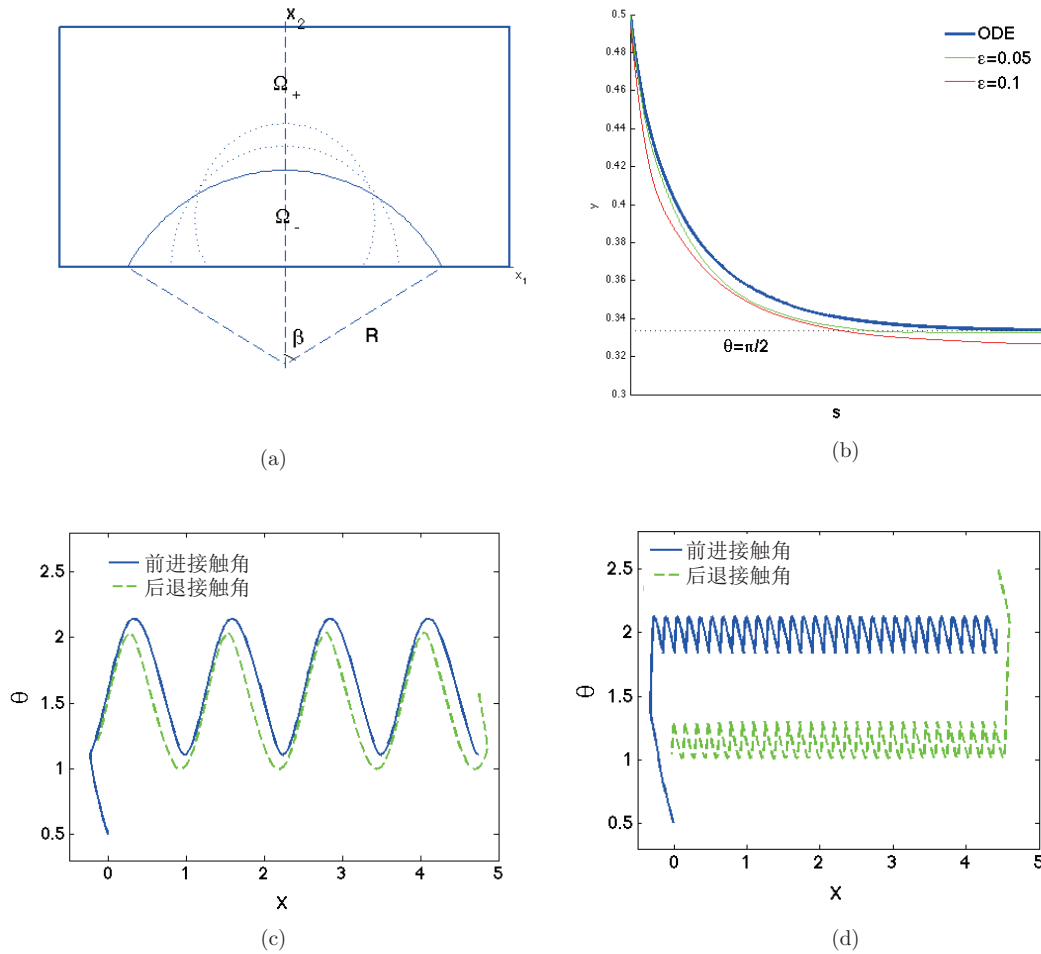 x₂
Ω₊
Ω₋
x₁
β
R
(a)
0.5
0.48
0.46
0.44
0.42
0.4
0.38
0.36
0.34
0.32
0.3
y
ODE
ε=0.05
ε=0.1
θ=π/2
s
(b)
2.5
2
1.5
1
0.5
θ
前进接触角
后退接触角
0 1 2 3 4 5
X
(c)
2.5
2
1.5
1
0.5
θ
前进接触角
后退接触角
0 1 2 3 4 5
X
(d)